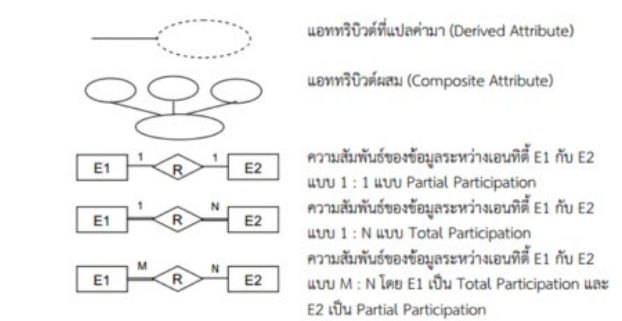 แอททริบิวต์ที่แปลค่ามา (Derived Attribute)
แอททริบิวต์ผสม (Composite Attribute)
E1 1 R 1 E2
ความสัมพันธ์ของข้อมูลระหว่างเอนทิตี้ E1 กับ E2
แบบ 1 : 1 แบบ Partial Participation
E1 1 R N E2
ความสัมพันธ์ของข้อมูลระหว่างเอนทิตี้ E1 กับ E2
แบบ 1 : N แบบ Total Participation
E1 M R N E2
ความสัมพันธ์ของข้อมูลระหว่างเอนทิตี้ E1 กับ E2
แบบ M : N โดย E1 เป็น Total Participation และ
E2 เป็น Partial Participation